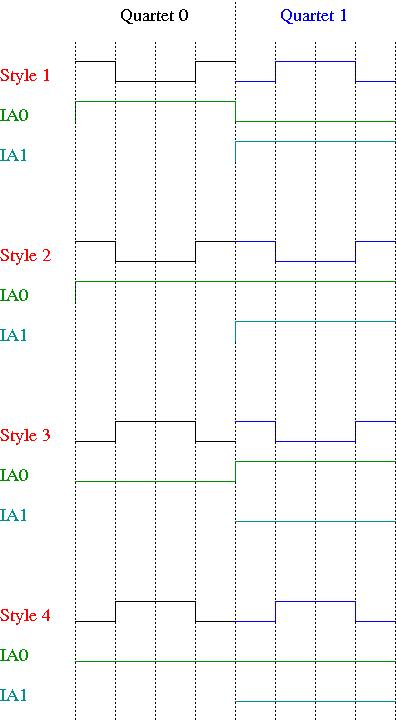 Quartet 0 Quartet 1
Style 1
IA0
IA1
Style 2
IA0
IA1
Style 3
IA0
IA1
Style 4
IA0
IA1